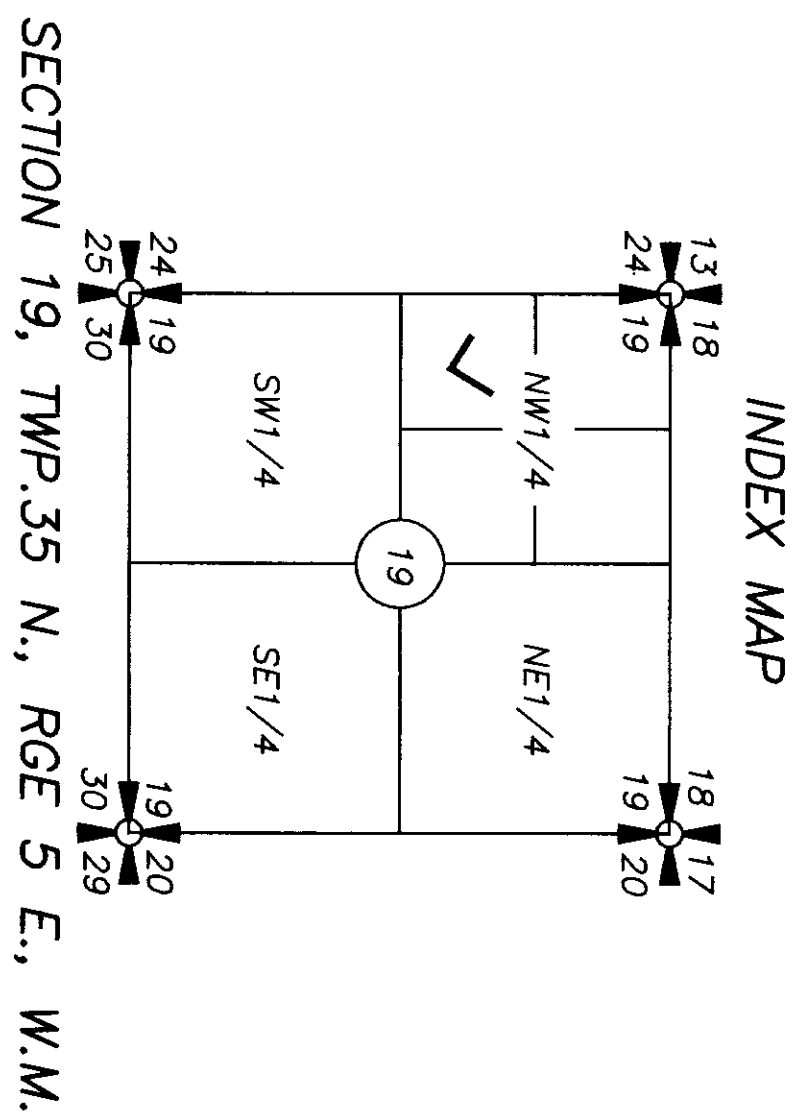 INDEX MAP
13 18 18 17
24 19 19 20
NW1/4 NE1/4
19
SW1/4 SE1/4
24 19 19 20
25 30 30 29
SECTION 19, TWP.35 N., RGE 5 E., W.M.